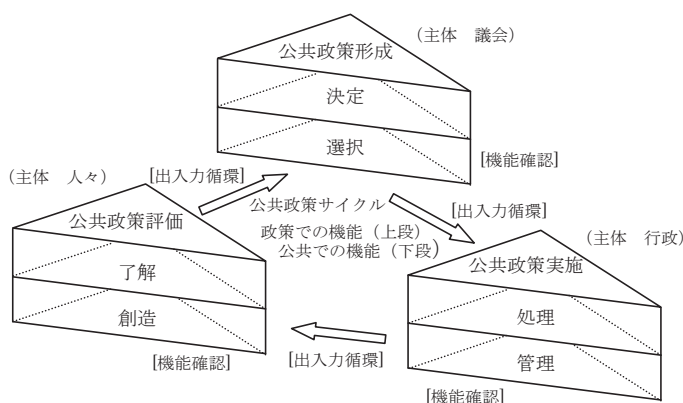 (主体　議会)
公共政策形成
決定
選択
[機能確認]
[出入力循環]
(主体　人々)
公共政策評価
了解
創造
[機能確認]
公共政策サイクル
政策での機能（上段）
公共での機能（下段）
[出入力循環]
(主体　行政)
公共政策実施
処理
管理
[機能確認]
[出入力循環]